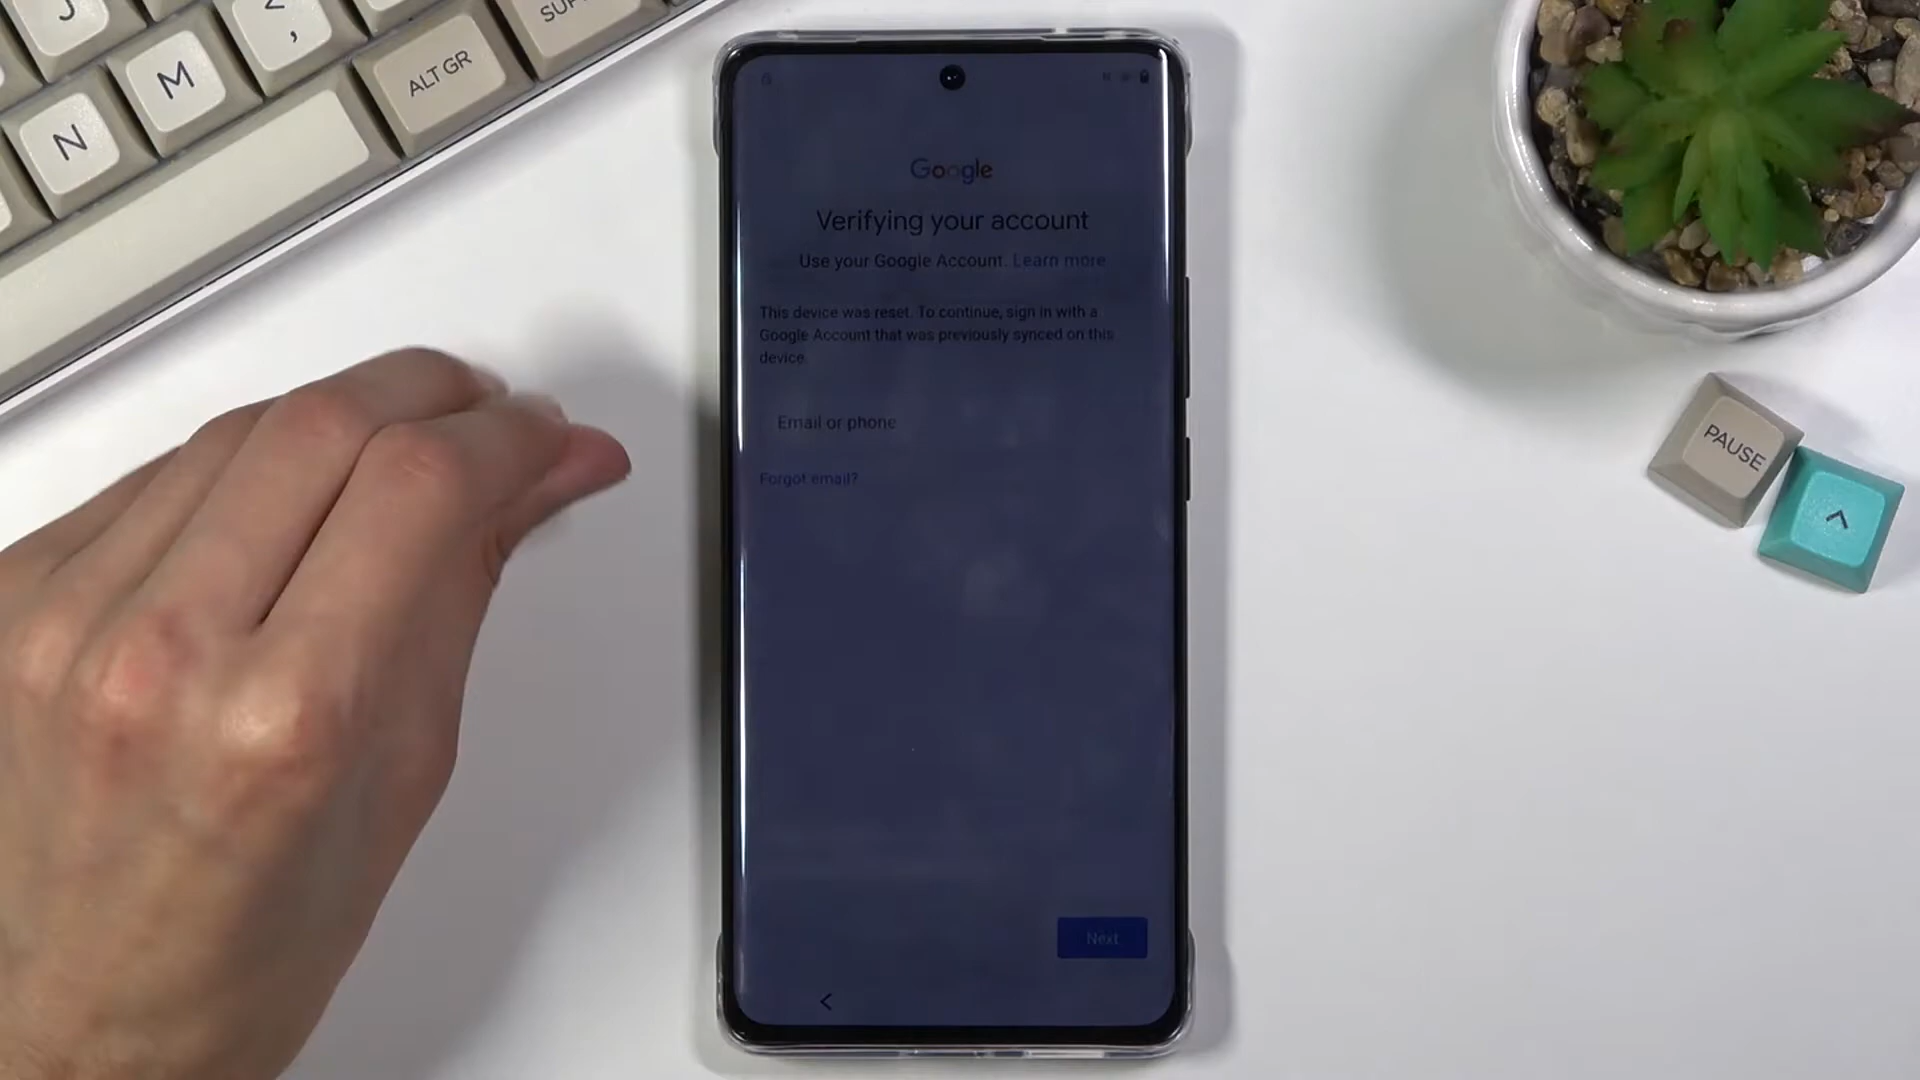 J
<
,
SUP
M
ALT GR
N
Google
Verifying your account
Use your Google Account. Learn more
This device was reset. To continue, sign in with a
Google Account that was previously synced on this
device.
Email or phone
Forgot email?
Next
PAUSE
^